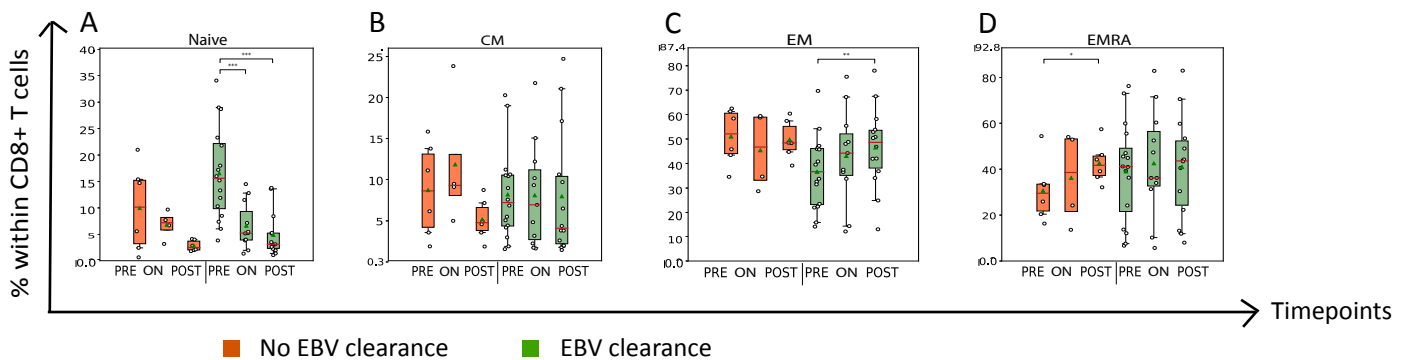 A
B
C
D
Naive
CM
EM
EMRA
% within CD8+ T cells
40
35
30
25
20
15
10
5
0.0
***
***
PRE ON POST PRE ON POST
25
20
15
10
5
0.3
PRE ON POST PRE ON POST
87.4
80
70
60
50
40
30
20
10
0.0
**
PRE ON POST PRE ON POST
92.8
80
60
40
20
0.0
*
PRE ON POST PRE ON POST
Timepoints
No EBV clearance
EBV clearance